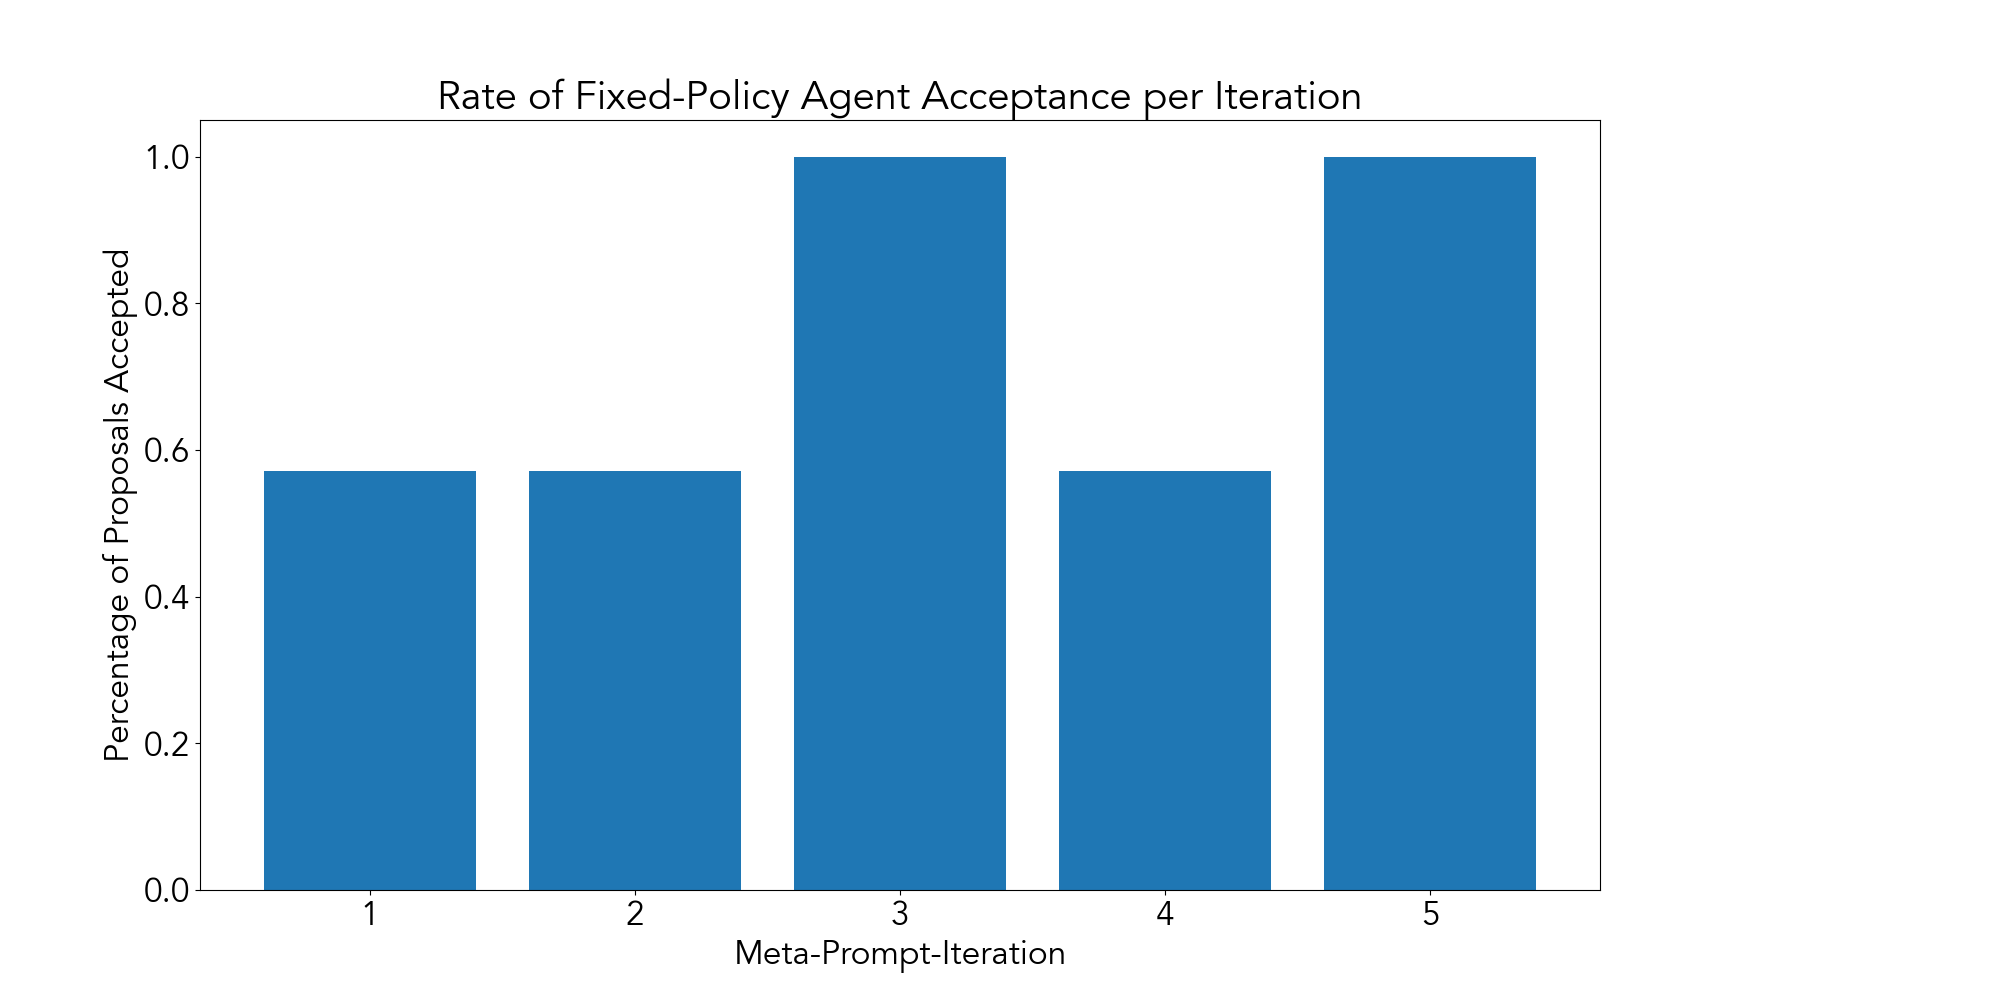 Rate of Fixed-Policy Agent Acceptance per Iteration
Percentage of Proposals Accepted
1.0
0.8
0.6
0.4
0.2
0.0
1 2 3 4 5
Meta-Prompt-Iteration